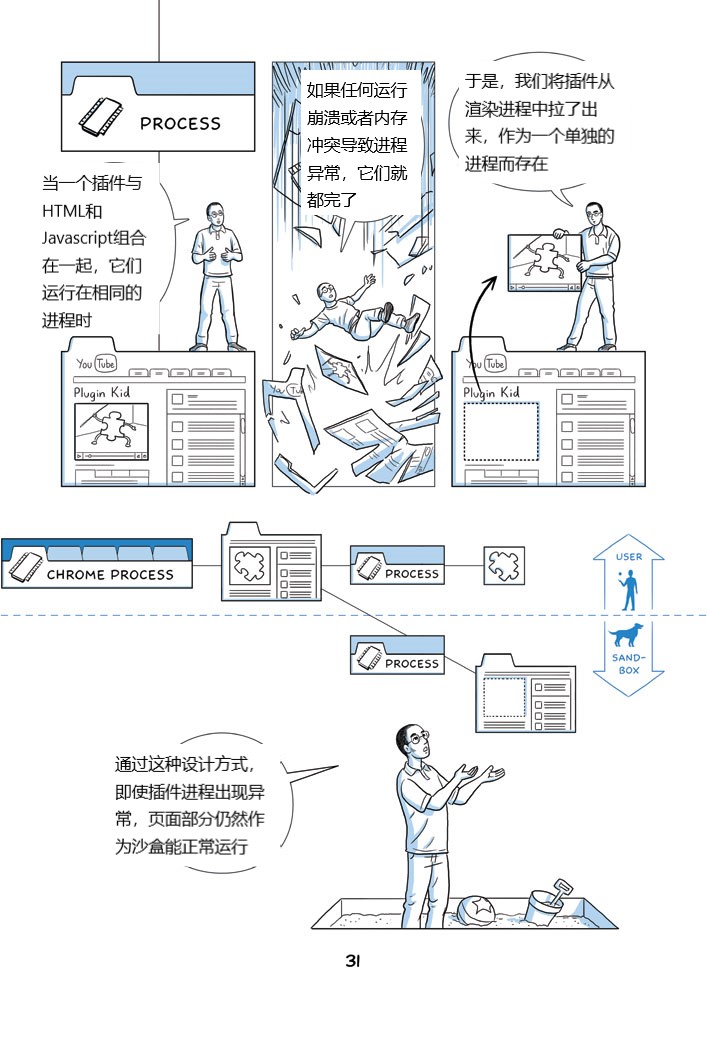 PROCESS
当一个插件与
HTML和
Javascript组合
在一起，它们
运行在相同的
进程时
You Tube
Plugin Kid
如果任何运行
崩溃或者内存
冲突导致进程
异常，它们就
都完了
You Tu
于是，我们将插件从
渲染进程中拉了出
来，作为一个单独的
进程而存在
You Tube
Plugin Kid
CHROME PROCESS
PROCESS
USER
PROCESS
SAND-
BOX
通过这种设计方式，
即使插件进程出现异
常，页面部分仍然作
为沙盒能正常运行
31